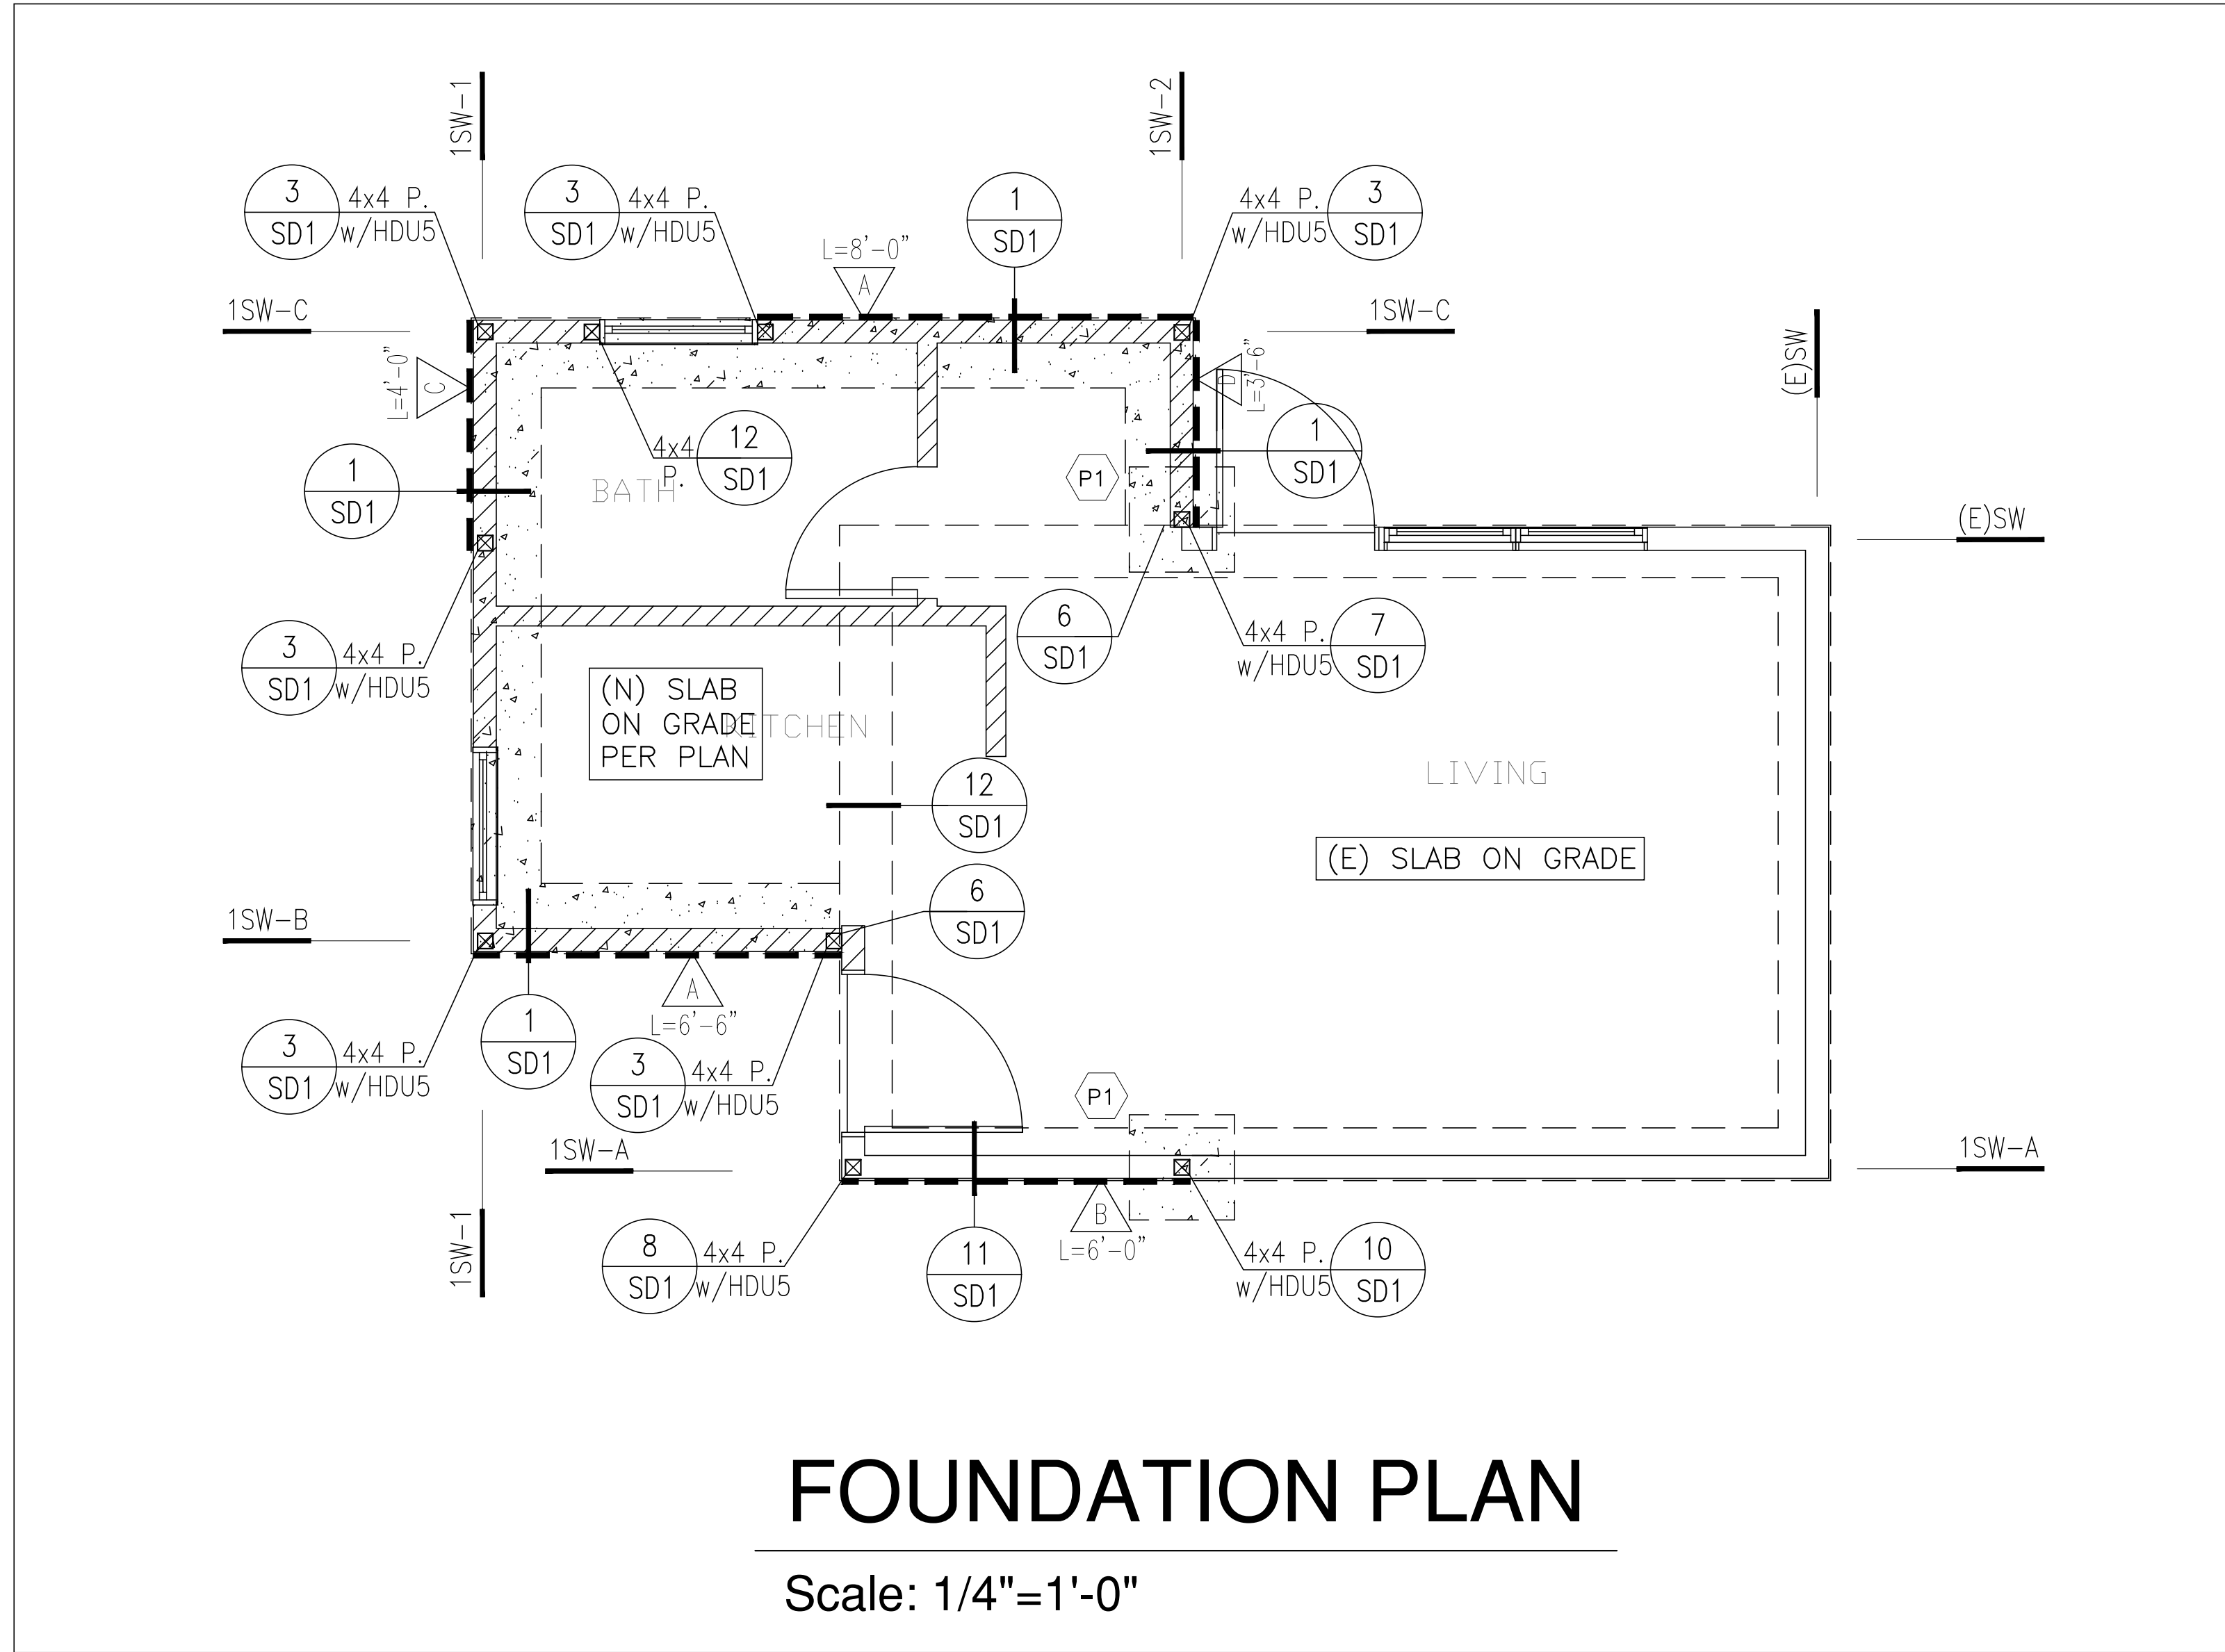 1SW-1
1SW-2
3
SD1
4x4 P.
w/HDU5
3
SD1
4x4 P.
w/HDU5
1
SD1
4x4 P.
w/HDU5
3
SD1
L=8'-0"
A
1SW-C
1SW-C
(E)SW
L=4'-0"
C
D
L=3'-6"
4x4
P.
12
SD1
BATH
P1
1
SD1
1
SD1
(E)SW
3
SD1
4x4 P.
w/HDU5
6
SD1
4x4 P.
w/HDU5
7
SD1
(N) SLAB
ON GRADE
PER PLAN
KITCHEN
LIVING
12
SD1
(E) SLAB ON GRADE
6
SD1
1SW-B
A
L=6'-6"
1
SD1
3
SD1
4x4 P.
w/HDU5
3
SD1
4x4 P.
w/HDU5
P1
1SW-A
1SW-A
1SW-1
8
SD1
4x4 P.
w/HDU5
11
SD1
B
L=6'-0"
4x4 P.
w/HDU5
10
SD1
FOUNDATION PLAN
Scale: 1/4"=1'-0"